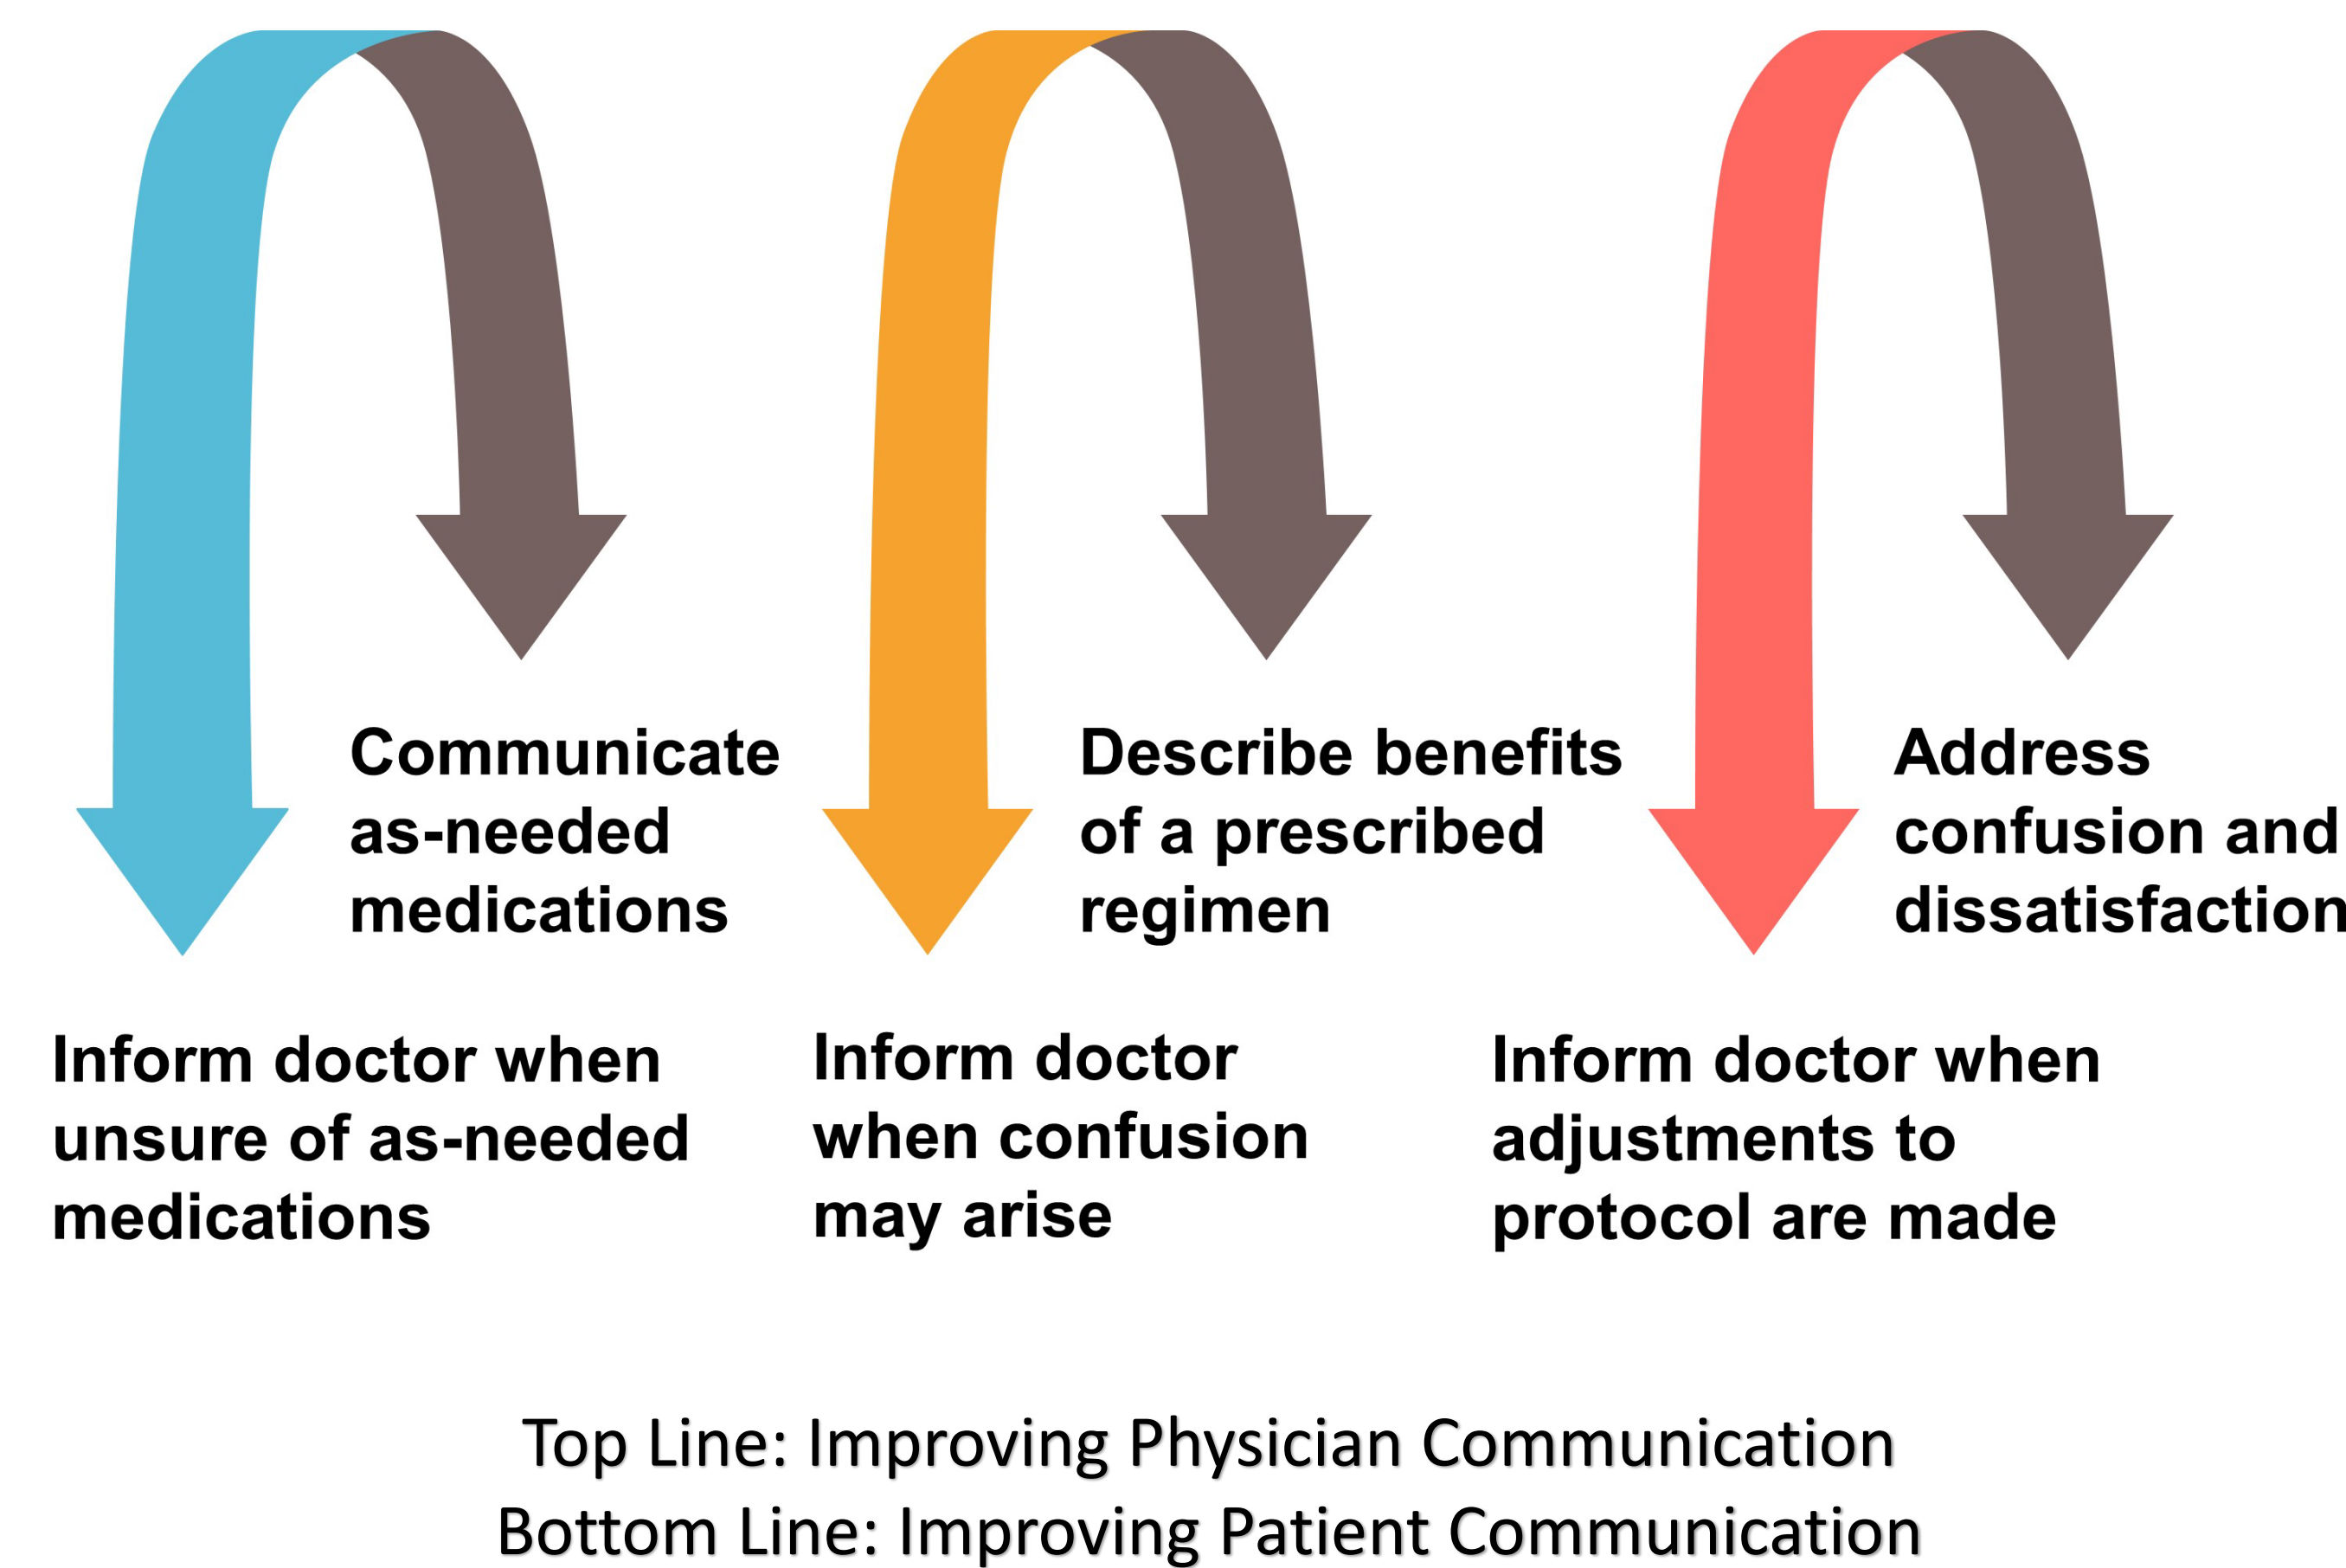 Communicate
as-needed
medications
Describe benefits
of a prescribed
regimen
Address
confusion and
dissatisfaction
Inform doctor when
unsure of as-needed
medications
Inform doctor
when confusion
may arise
Inform doctor when
adjustments to
protocol are made
Top Line: Improving Physician Communication
Bottom Line: Improving Patient Communication